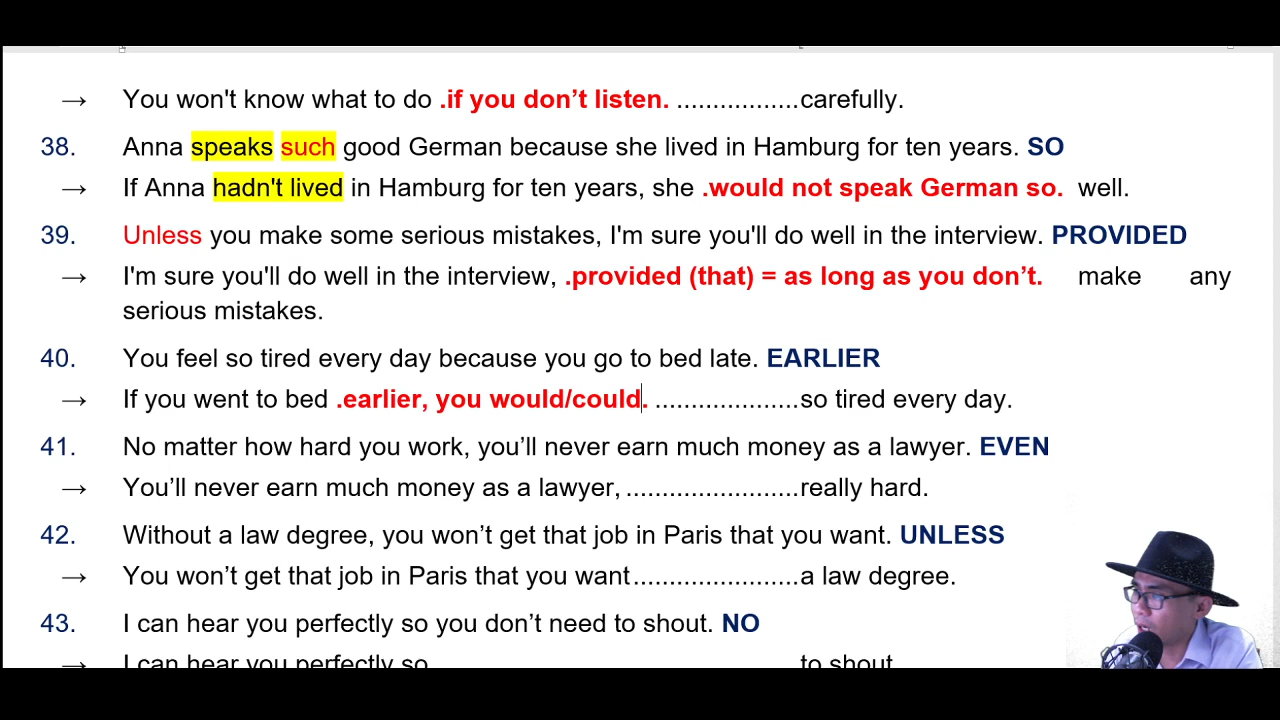 → You won't know what to do .if you don’t listen. .................carefully.
38. Anna speaks such good German because she lived in Hamburg for ten years. SO
→ If Anna hadn't lived in Hamburg for ten years, she .would not speak German so. well.
39. Unless you make some serious mistakes, I'm sure you'll do well in the interview. PROVIDED
→ I'm sure you'll do well in the interview, .provided (that) = as long as you don’t. make any
serious mistakes.
40. You feel so tired every day because you go to bed late. EARLIER
→ If you went to bed .earlier, you would/could. ....................so tired every day.
41. No matter how hard you work, you’ll never earn much money as a lawyer. EVEN
→ You’ll never earn much money as a lawyer, ........................really hard.
42. Without a law degree, you won’t get that job in Paris that you want. UNLESS
→ You won’t get that job in Paris that you want.......................a law degree.
43. I can hear you perfectly so you don’t need to shout. NO
→ I can hear you perfectly so to shout